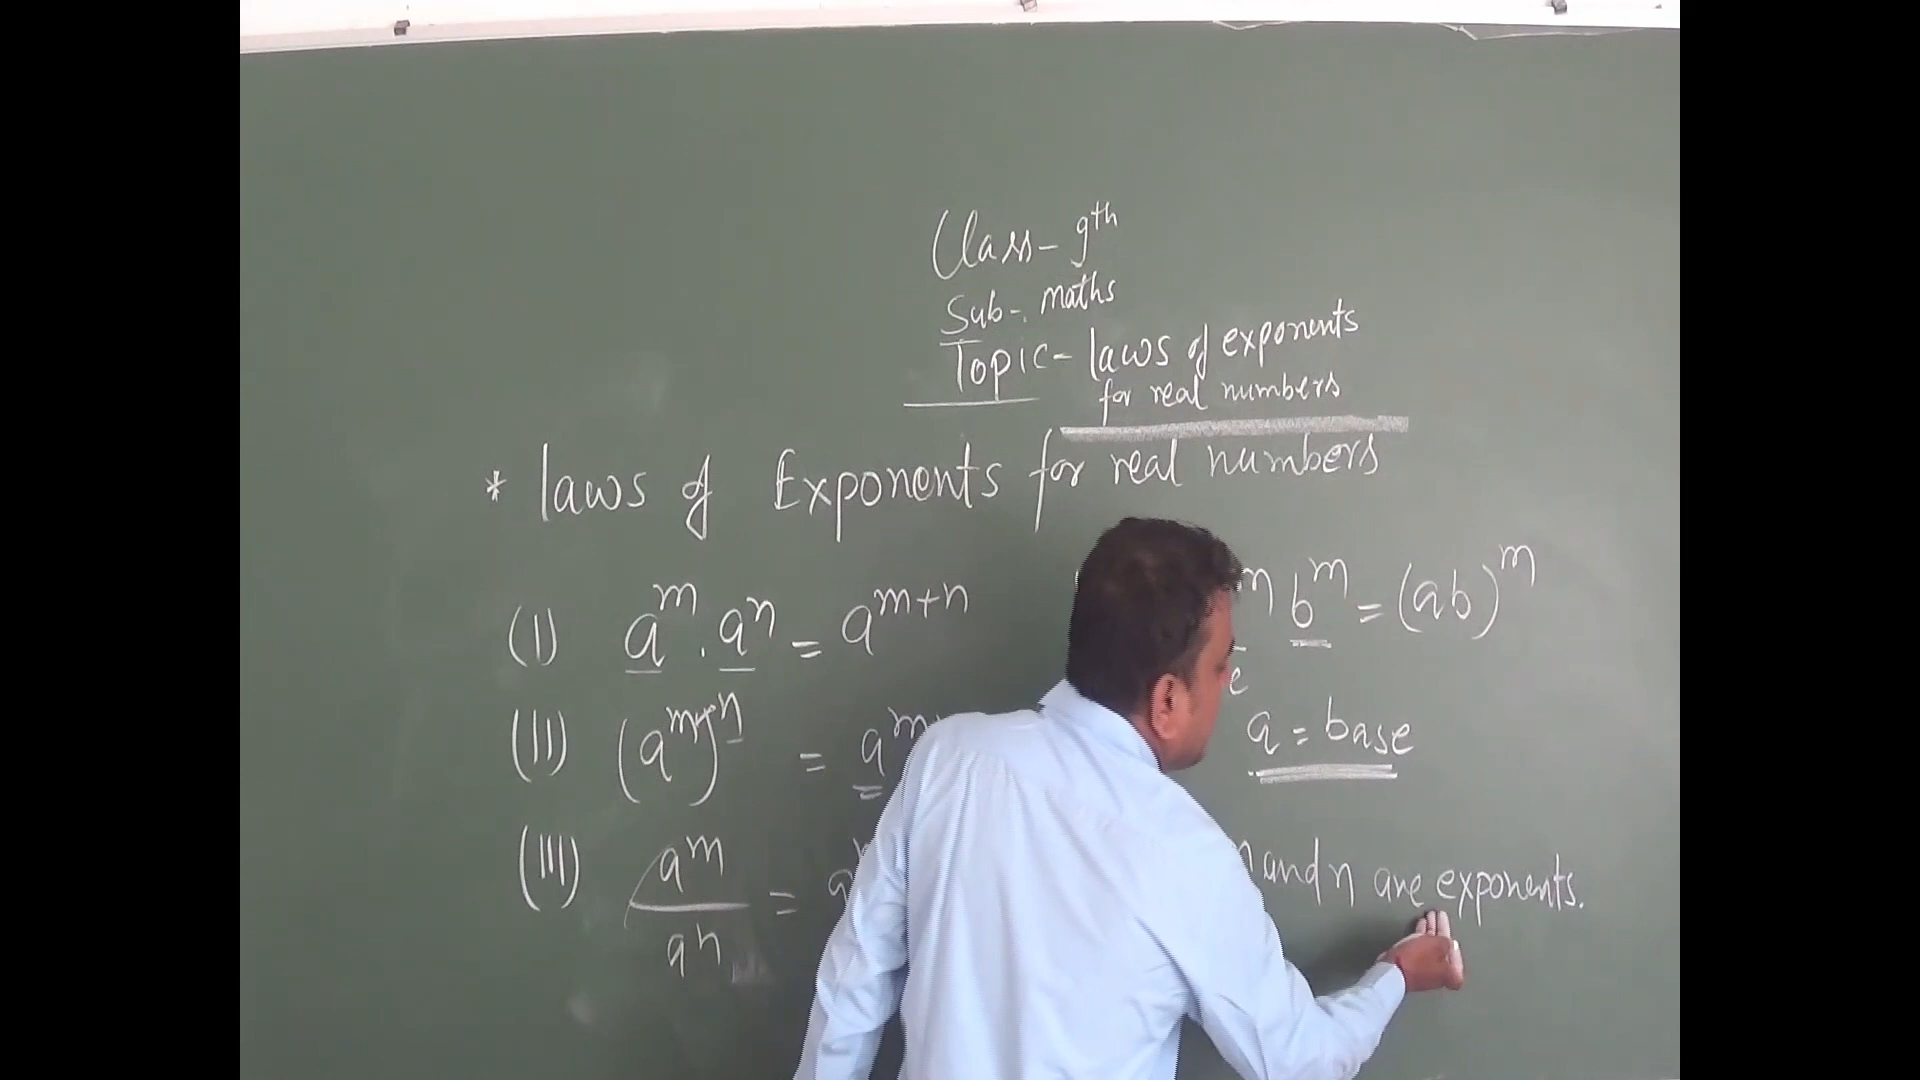 Class- 9th
Sub-. maths
Topic- laws of exponents
for real numbers
* laws of Exponents for real numbers
(I) a^m . a^n = a^{m+n}
b^m = (ab)^m
(II) (a^m)^n = a^m
a = base
(III) a^m / a^n =
and n are exponents.